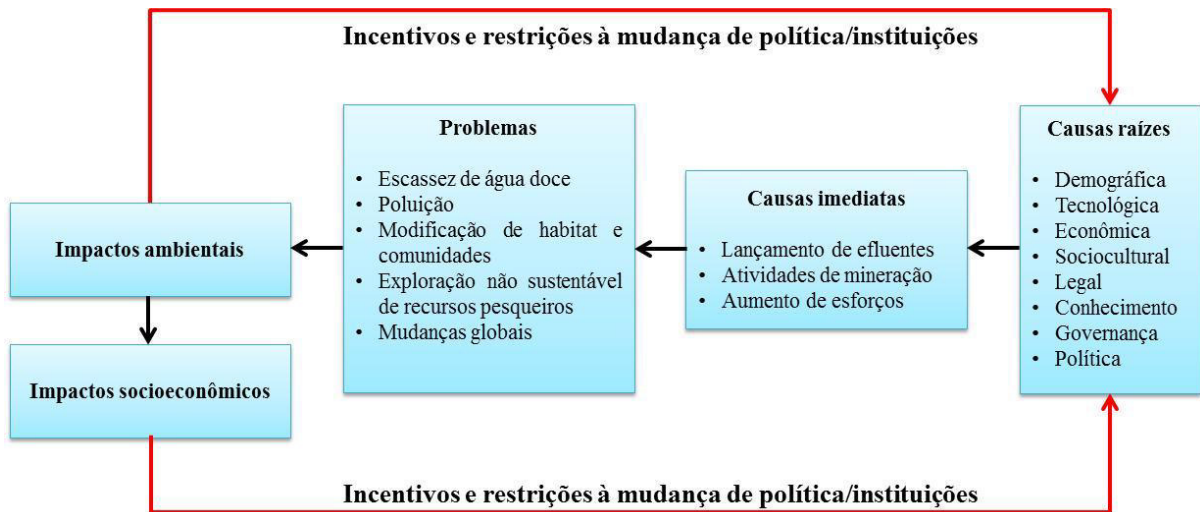 Incentivos e restrições à mudança de política/instituições
Problemas
• Escassez de água doce
• Poluição
• Modificação de habitat e
comunidades
• Exploração não sustentável
de recursos pesqueiros
• Mudanças globais
Causas raízes
• Demográfica
• Tecnológica
• Econômica
• Sociocultural
• Legal
• Conhecimento
• Governança
• Política
Causas imediatas
• Lançamento de efluentes
• Atividades de mineração
• Aumento de esforços
Impactos ambientais
Impactos socioeconômicos
Incentivos e restrições à mudança de política/instituições